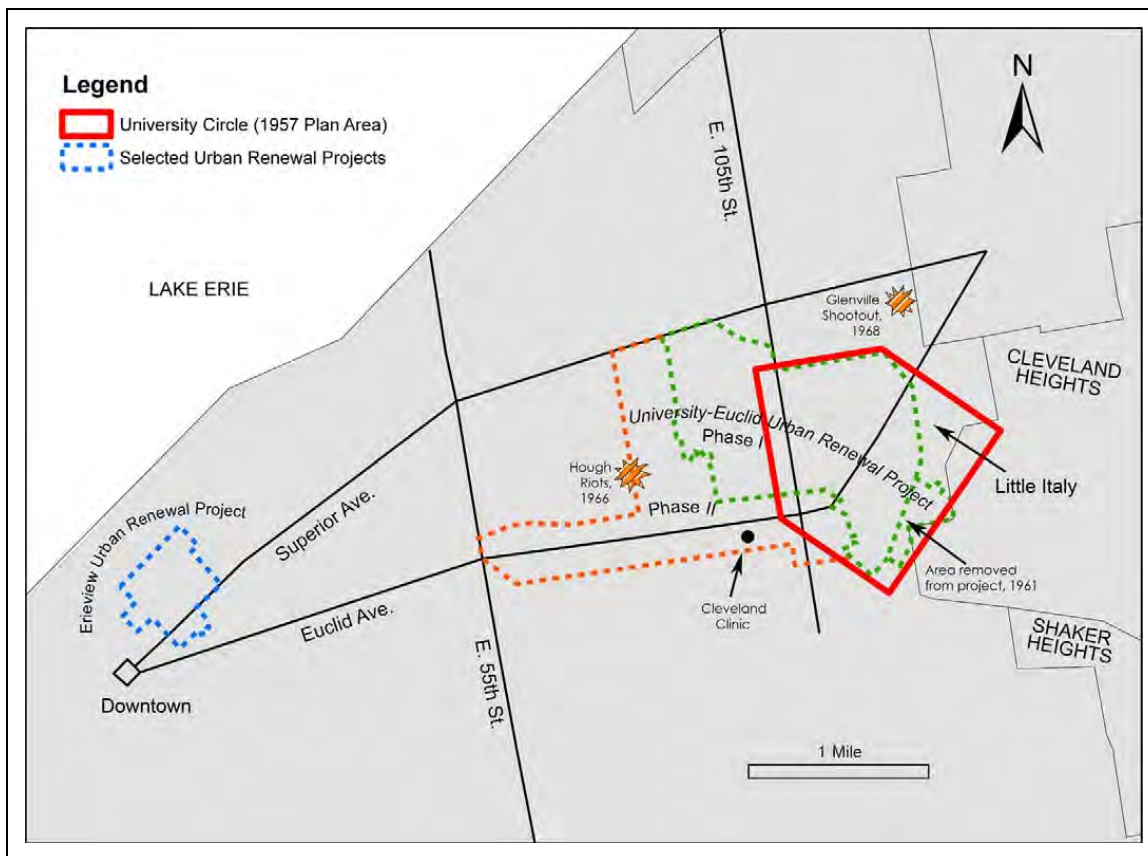 Legend
University Circle (1957 Plan Area)
Selected Urban Renewal Projects
N
LAKE ERIE
E. 105th St.
Glenville
Shootout,
1968
CLEVELAND
HEIGHTS
University-Euclid Urban Renewal Project
Phase I
Hough
Riots,
1966
Phase II
Little Italy
Superior Ave.
Erieview Urban Renewal Project
Area removed
from project, 1961
Cleveland
Clinic
Euclid Ave.
SHAKER
HEIGHTS
E. 55th St.
Downtown
1 Mile